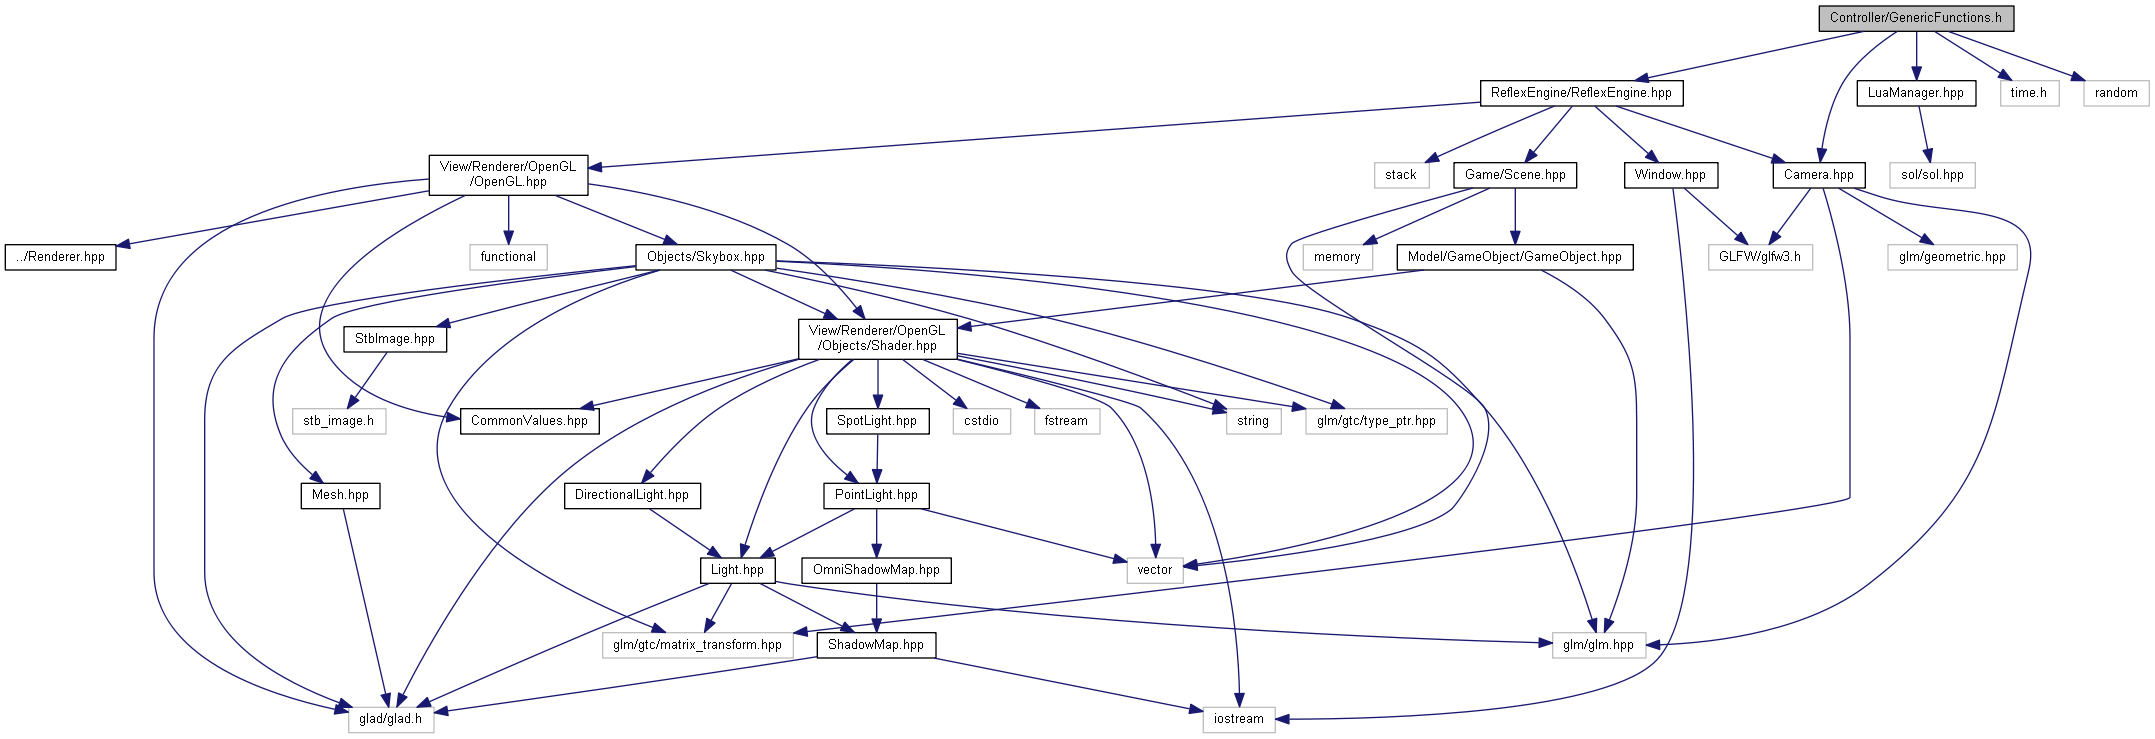 Controller/GenericFunctions.h
ReflexEngine/ReflexEngine.hpp
LuaManager.hpp
time.h
random
View/Renderer/OpenGL
/OpenGL.hpp
stack
Game/Scene.hpp
Window.hpp
Camera.hpp
sol/sol.hpp
../Renderer.hpp
functional
Objects/Skybox.hpp
memory
Model/GameObject/GameObject.hpp
GLFW/glfw3.h
glm/geometric.hpp
StbImage.hpp
View/Renderer/OpenGL
/Objects/Shader.hpp
stb_image.h
CommonValues.hpp
SpotLight.hpp
cstdio
fstream
string
glm/gtc/type_ptr.hpp
Mesh.hpp
DirectionalLight.hpp
PointLight.hpp
Light.hpp
OmniShadowMap.hpp
vector
glm/gtc/matrix_transform.hpp
ShadowMap.hpp
glm/glm.hpp
glad/glad.h
iostream